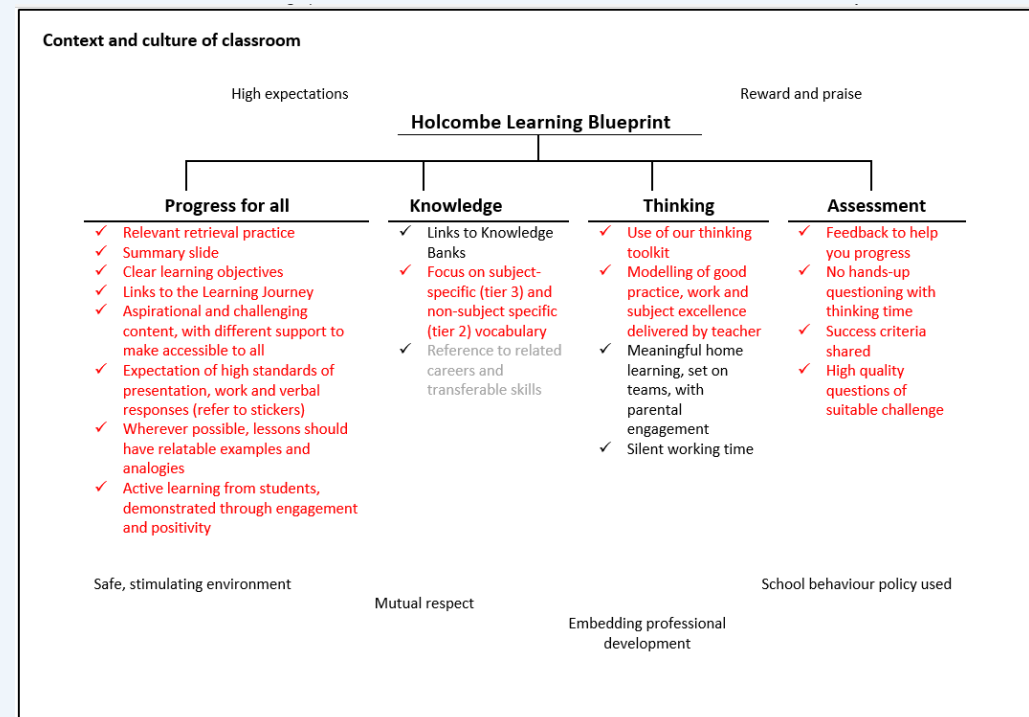 Context and culture of classroom
High expectations
Reward and praise
Holcombe Learning Blueprint
Progress for all
✓ Relevant retrieval practice
✓ Summary slide
✓ Clear learning objectives
✓ Links to the Learning Journey
✓ Aspirational and challenging
content, with different support to
make accessible to all
✓ Expectation of high standards of
presentation, work and verbal
responses (refer to stickers)
✓ Wherever possible, lessons should
have relatable examples and
analogies
✓ Active learning from students,
demonstrated through engagement
and positivity
Knowledge
✓ Links to Knowledge
Banks
✓ Focus on subject-
specific (tier 3) and
non-subject specific
(tier 2) vocabulary
✓ Reference to related
careers and
transferable skills
Thinking
✓ Use of our thinking
toolkit
✓ Modelling of good
practice, work and
subject excellence
delivered by teacher
✓ Meaningful home
learning, set on
teams, with
parental
engagement
✓ Silent working time
Assessment
✓ Feedback to help
you progress
✓ No hands-up
questioning with
thinking time
✓ Success criteria
shared
✓ High quality
questions of
suitable challenge
Safe, stimulating environment
School behaviour policy used
Mutual respect
Embedding professional
development